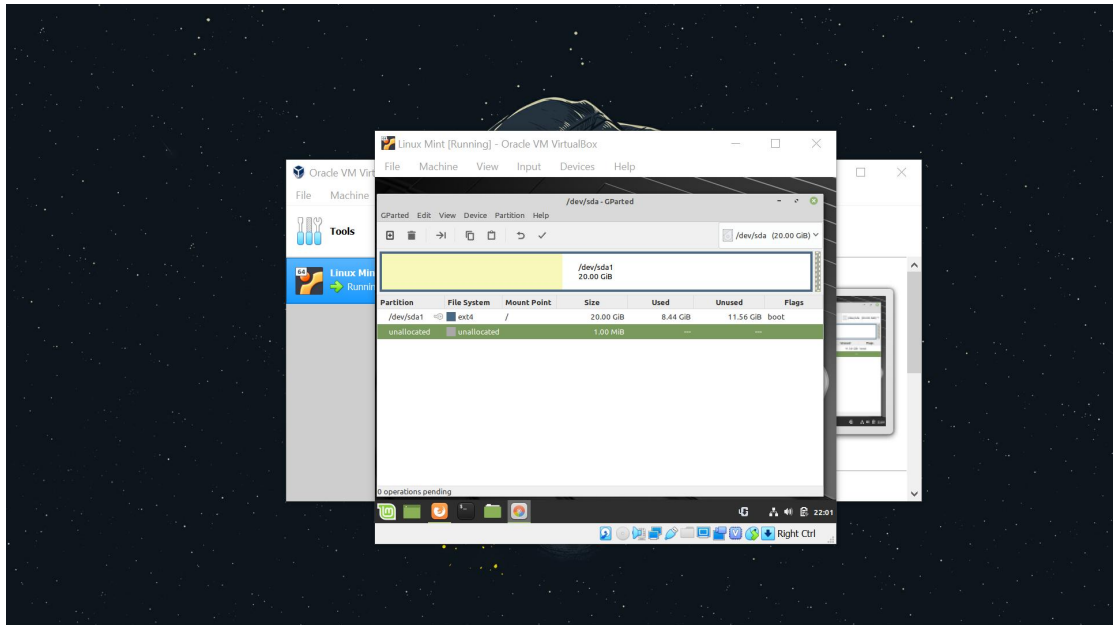 Linux Mint [Running] - Oracle VM VirtualBox
File Machine View Input Devices Help
Oracle VM Virt
File Machine
Tools
64
Linux Min
Runnin
/dev/sda - GParted
GParted Edit View Device Partition Help
/dev/sda (20.00 GiB)
/dev/sda1
20.00 GiB
Partition File System Mount Point Size Used Unused Flags
/dev/sda1 ext4 / 20.00 GiB 8.44 GiB 11.56 GiB boot
unallocated unallocated 1.00 MiB --- ---
0 operations pending
22:01
Right Ctrl